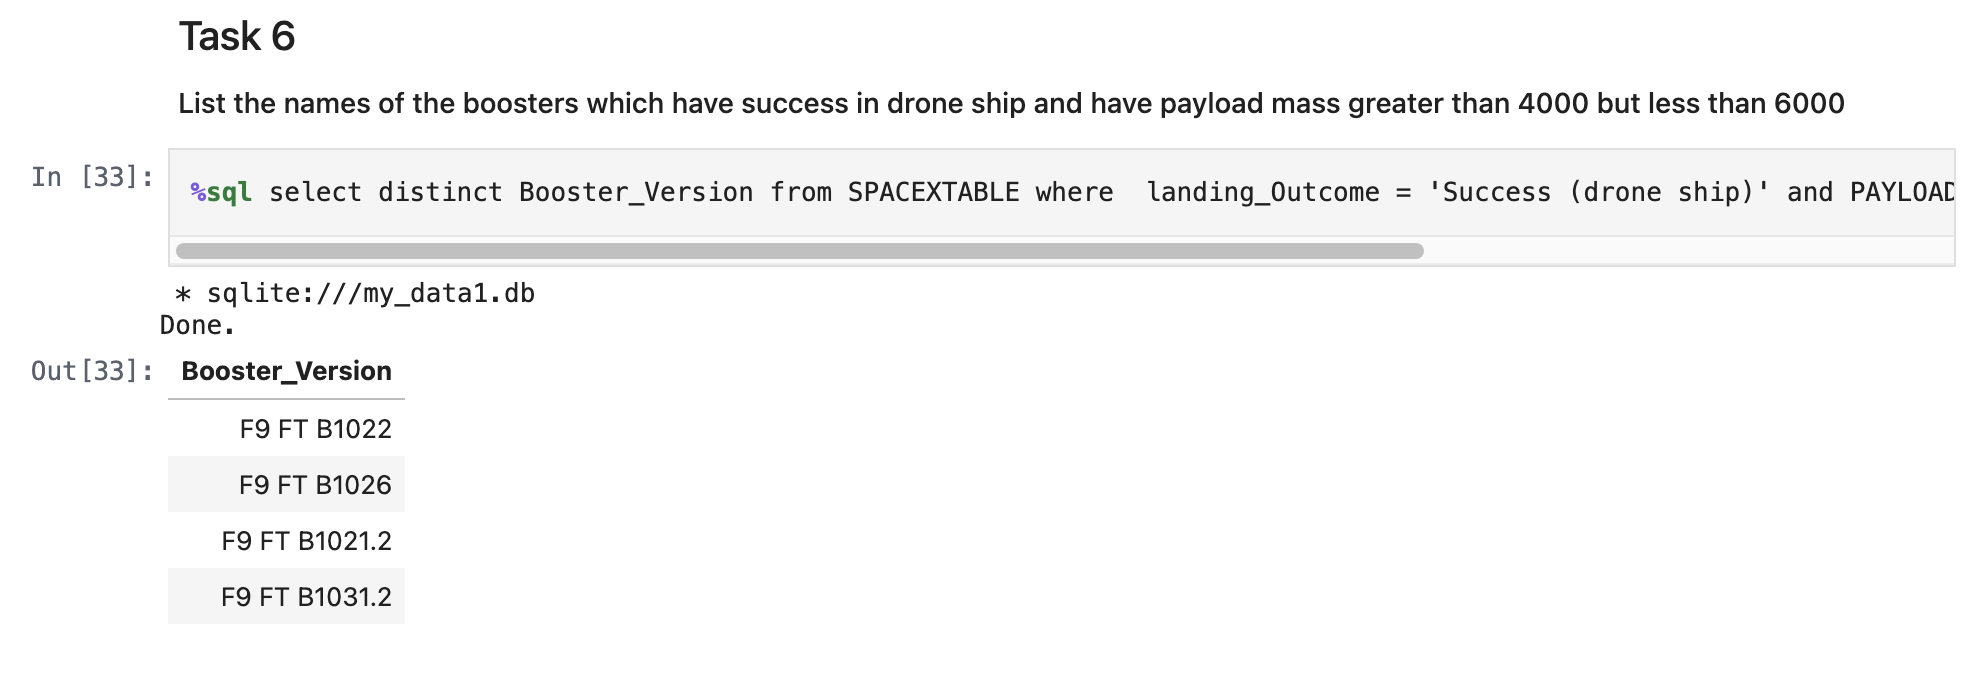 Task 6
List the names of the boosters which have success in drone ship and have payload mass greater than 4000 but less than 6000
In [33]:
%sql select distinct Booster_Version from SPACEXTABLE where  landing_Outcome = 'Success (drone ship)' and PAYLOAD
* sqlite:///my_data1.db
Done.
Out[33]:
Booster_Version
F9 FT B1022
F9 FT B1026
F9 FT B1021.2
F9 FT B1031.2